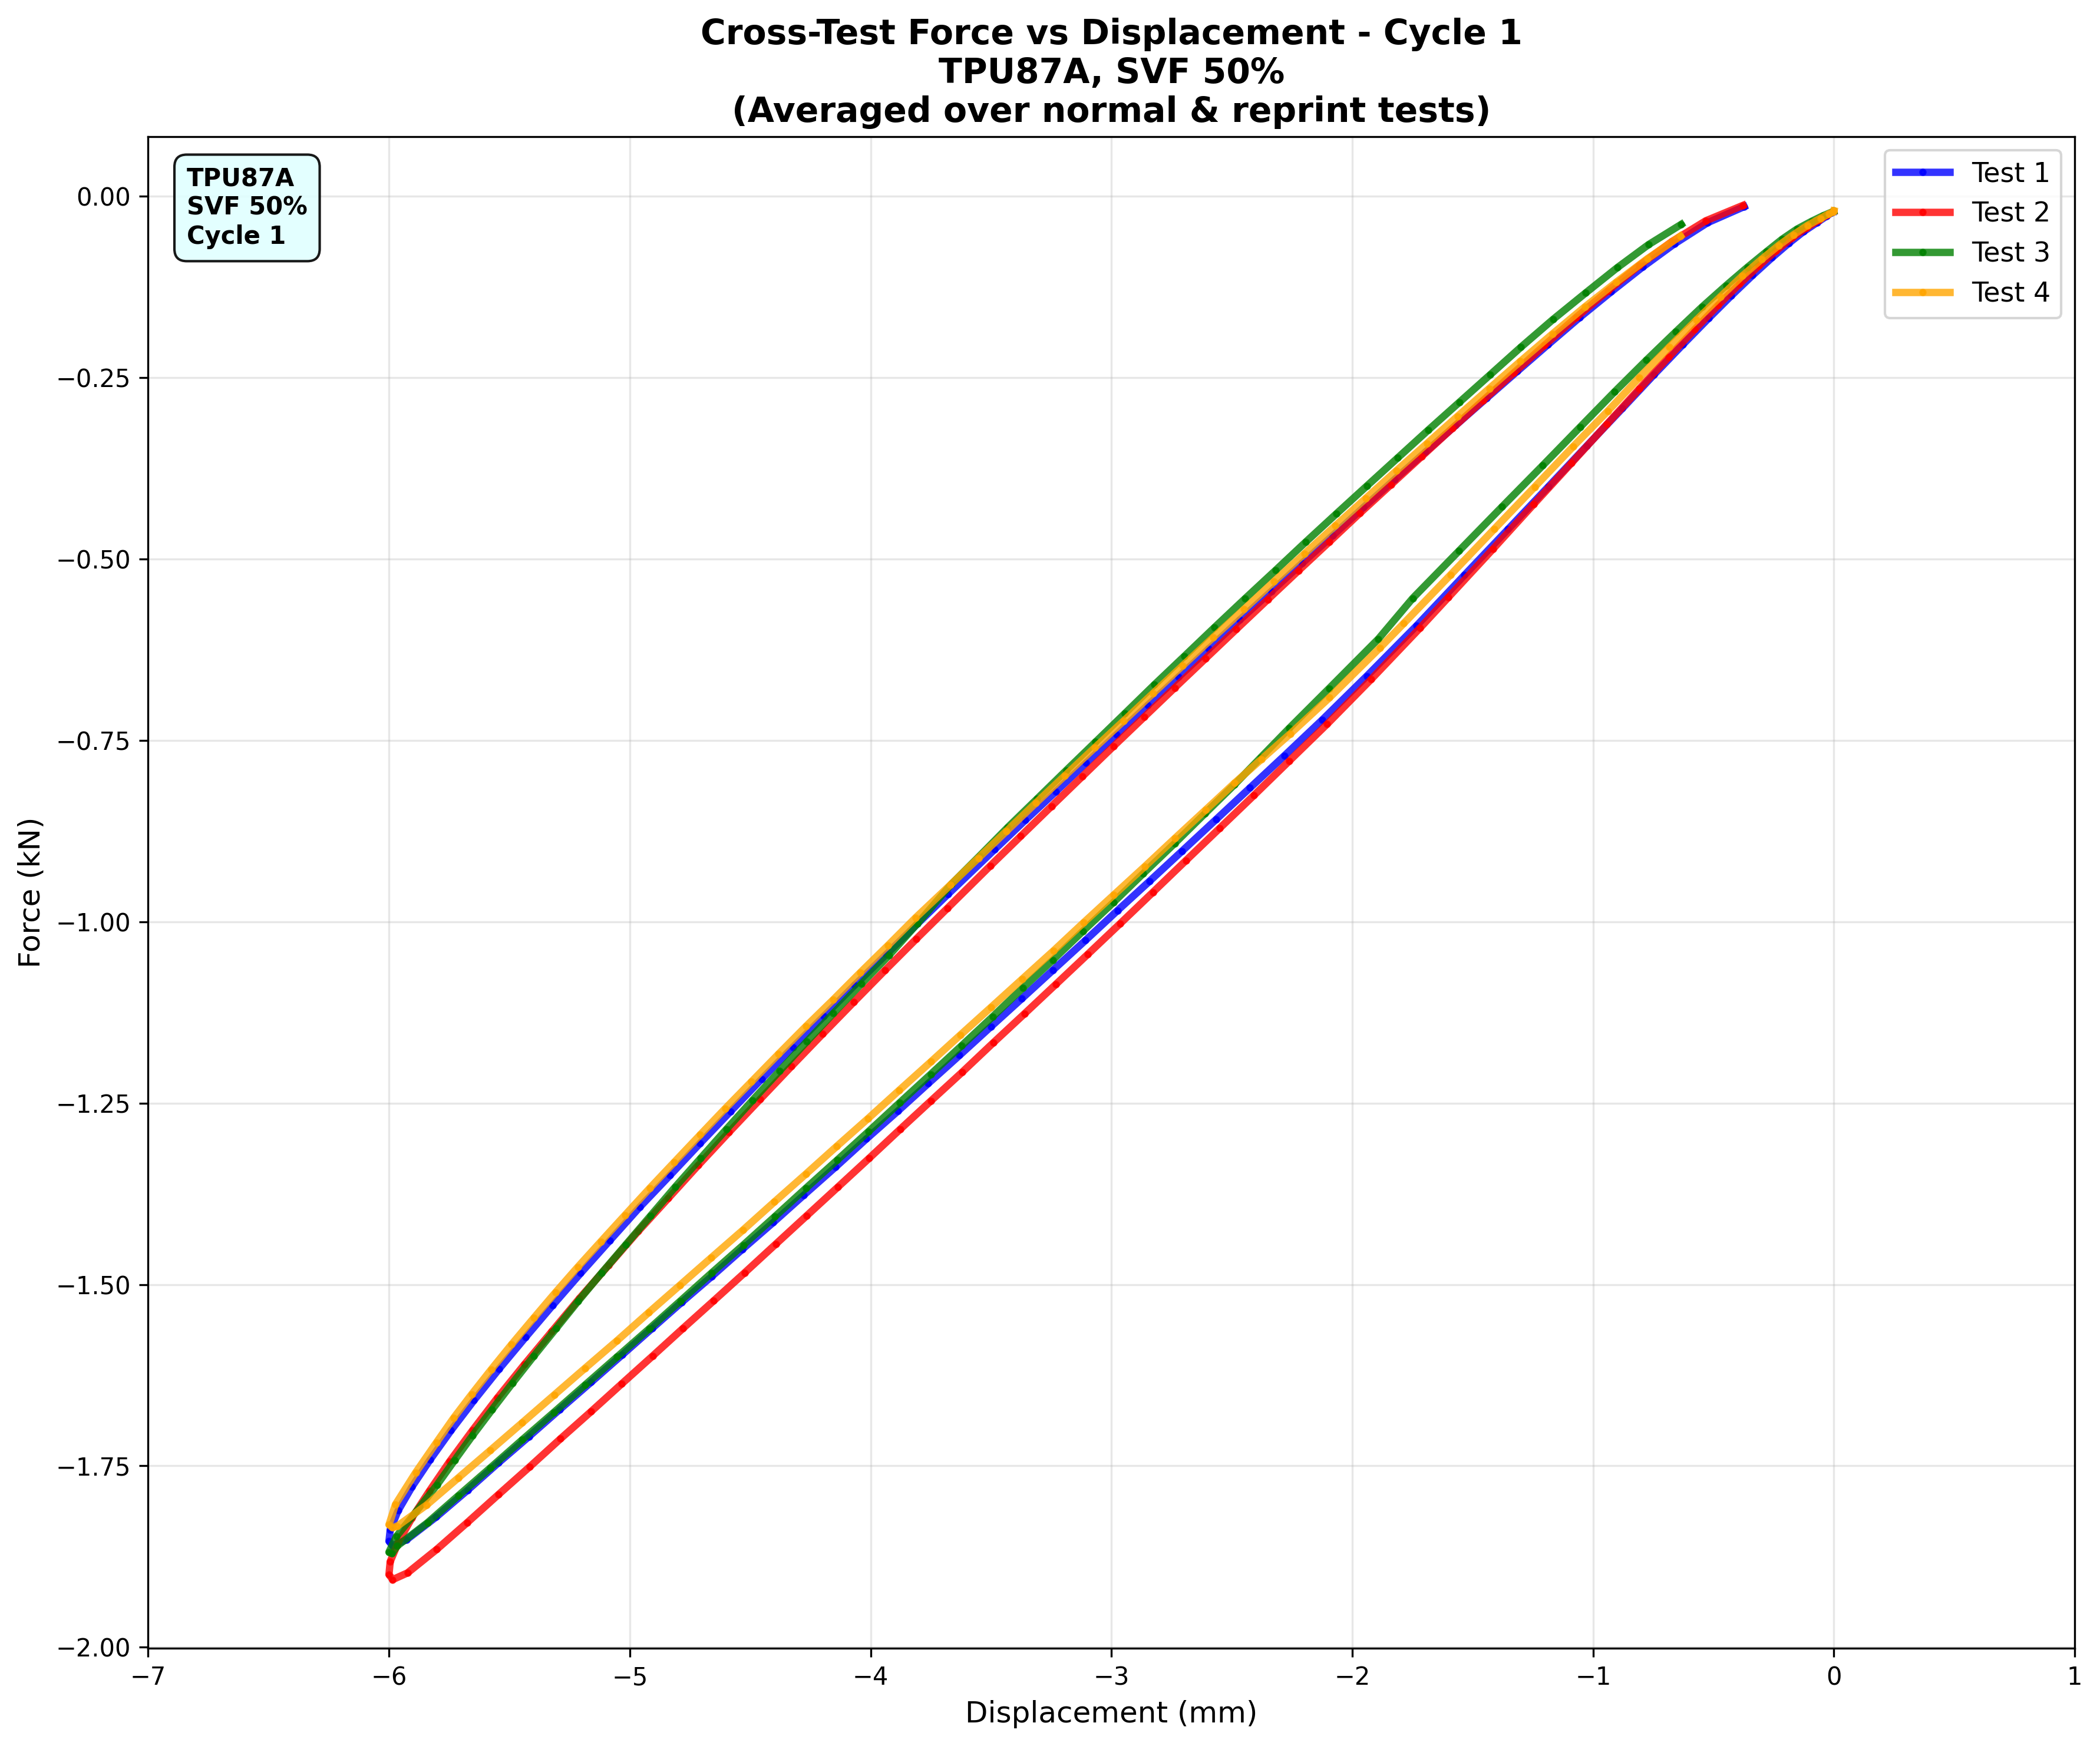 Cross-Test Force vs Displacement - Cycle 1
TPU87A, SVF 50%
(Averaged over normal & reprint tests)
TPU87A
SVF 50%
Cycle 1
Test 1
Test 2
Test 3
Test 4
0.00
−0.25
−0.50
−0.75
−1.00
−1.25
−1.50
−1.75
−2.00
Force (kN)
−7 −6 −5 −4 −3 −2 −1 0 1
Displacement (mm)